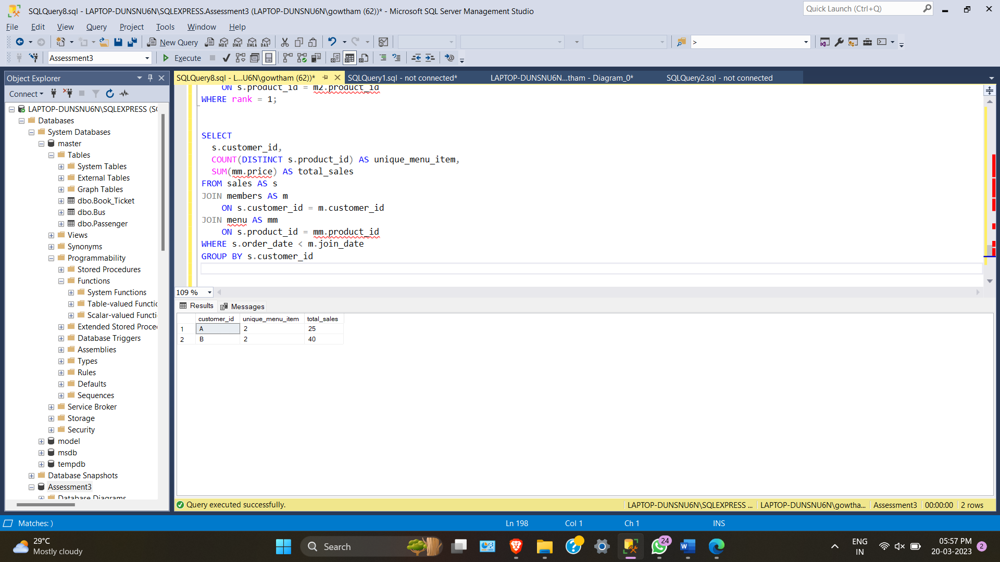 SQLQuery8.sql - LAPTOP-DUNSNU6N\SQLEXPRESS.Assessment3 (LAPTOP-DUNSNU6N\gowtham (62))* - Microsoft SQL Server Management Studio
Quick Launch (Ctrl+Q)
File Edit View Query Project Tools Window Help
New Query MDX DMX XMLA DAX >
Assessment3 Execute
Object Explorer
Connect
LAPTOP-DUNSNU6N\SQLEXPRESS (S
Databases
System Databases
master
Tables
System Tables
External Tables
Graph Tables
dbo.Book_Ticket
dbo.Bus
dbo.Passenger
Views
Synonyms
Programmability
Stored Procedures
Functions
System Functions
Table-valued Functi
Scalar-valued Functi
Extended Stored Proce
Database Triggers
Assemblies
Types
Rules
Defaults
Sequences
Service Broker
Storage
Security
model
msdb
tempdb
Database Snapshots
Assessment3
Database Diagrams
SQLQuery8.sql - L...U6N\gowtham (62))* SQLQuery1.sql - not connected* LAPTOP-DUNSNU6N...tham - Diagram_0* SQLQuery2.sql - not connected
ON s.product_id = m2.product_id
WHERE rank = 1;
SELECT
s.customer_id,
COUNT(DISTINCT s.product_id) AS unique_menu_item,
SUM(mm.price) AS total_sales
FROM sales AS s
JOIN members AS m
ON s.customer_id = m.customer_id
JOIN menu AS mm
ON s.product_id = mm.product_id
WHERE s.order_date < m.join_date
GROUP BY s.customer_id
109 %
Results Messages
customer_id unique_menu_item total_sales
1 A 2 25
2 B 2 40
Query executed successfully. LAPTOP-DUNSNU6N\SQLEXPRESS ... LAPTOP-DUNSNU6N\gowtha... Assessment3 00:00:00 2 rows
Matches: ) Ln 198 Col 1 Ch 1 INS
29°C
Mostly cloudy
Search
24
W
ENG
IN
05:57 PM
20-03-2023
2